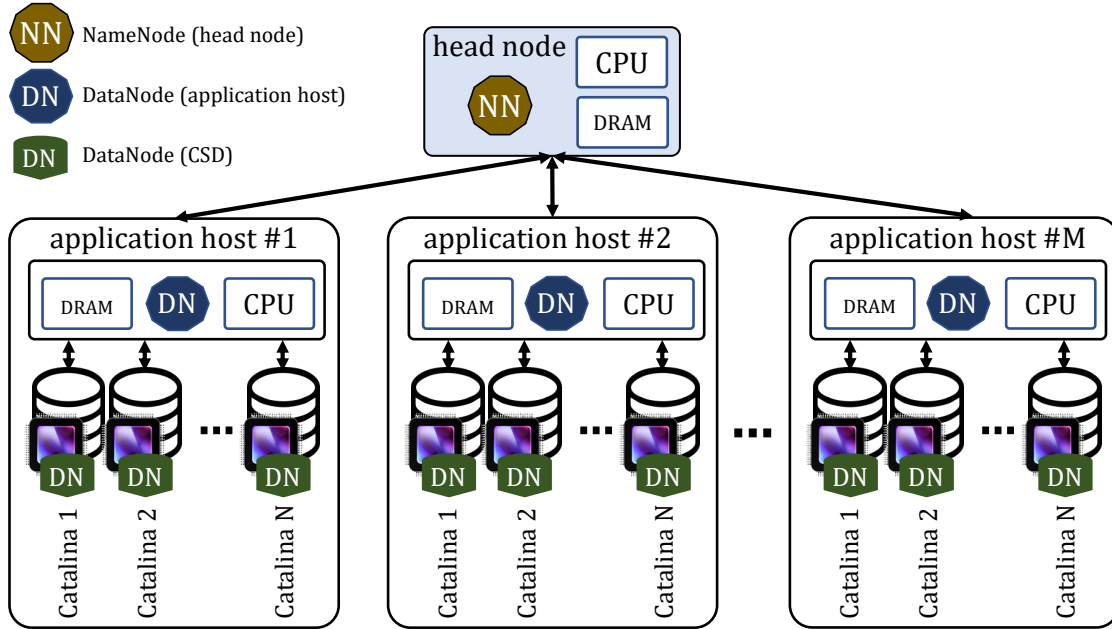 NN NameNode (head node)
DN DataNode (application host)
DN DataNode (CSD)
head node
NN
CPU
DRAM
application host #1
DRAM
DN
CPU
DN
DN
...
DN
Catalina 1
Catalina 2
Catalina N
application host #2
DRAM
DN
CPU
DN
DN
...
DN
Catalina 1
Catalina 2
Catalina N
...
application host #M
DRAM
DN
CPU
DN
DN
...
DN
Catalina 1
Catalina 2
Catalina N